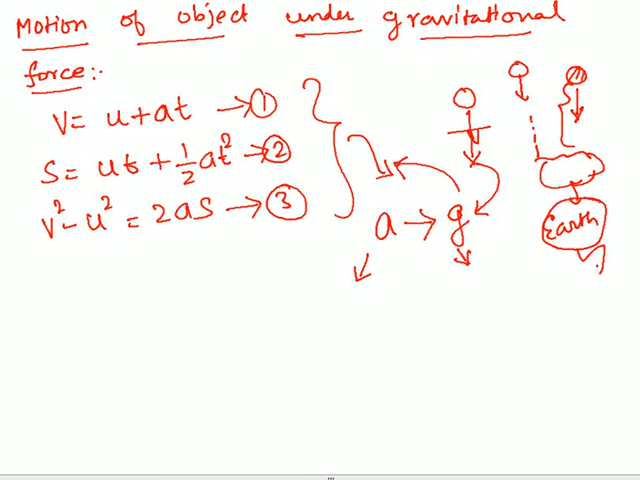 Motion of object under gravitational
force:-
V = u + at → ①
S = ut + 1/2 at² → ②
V² - u² = 2as → ③
a → g
Earth